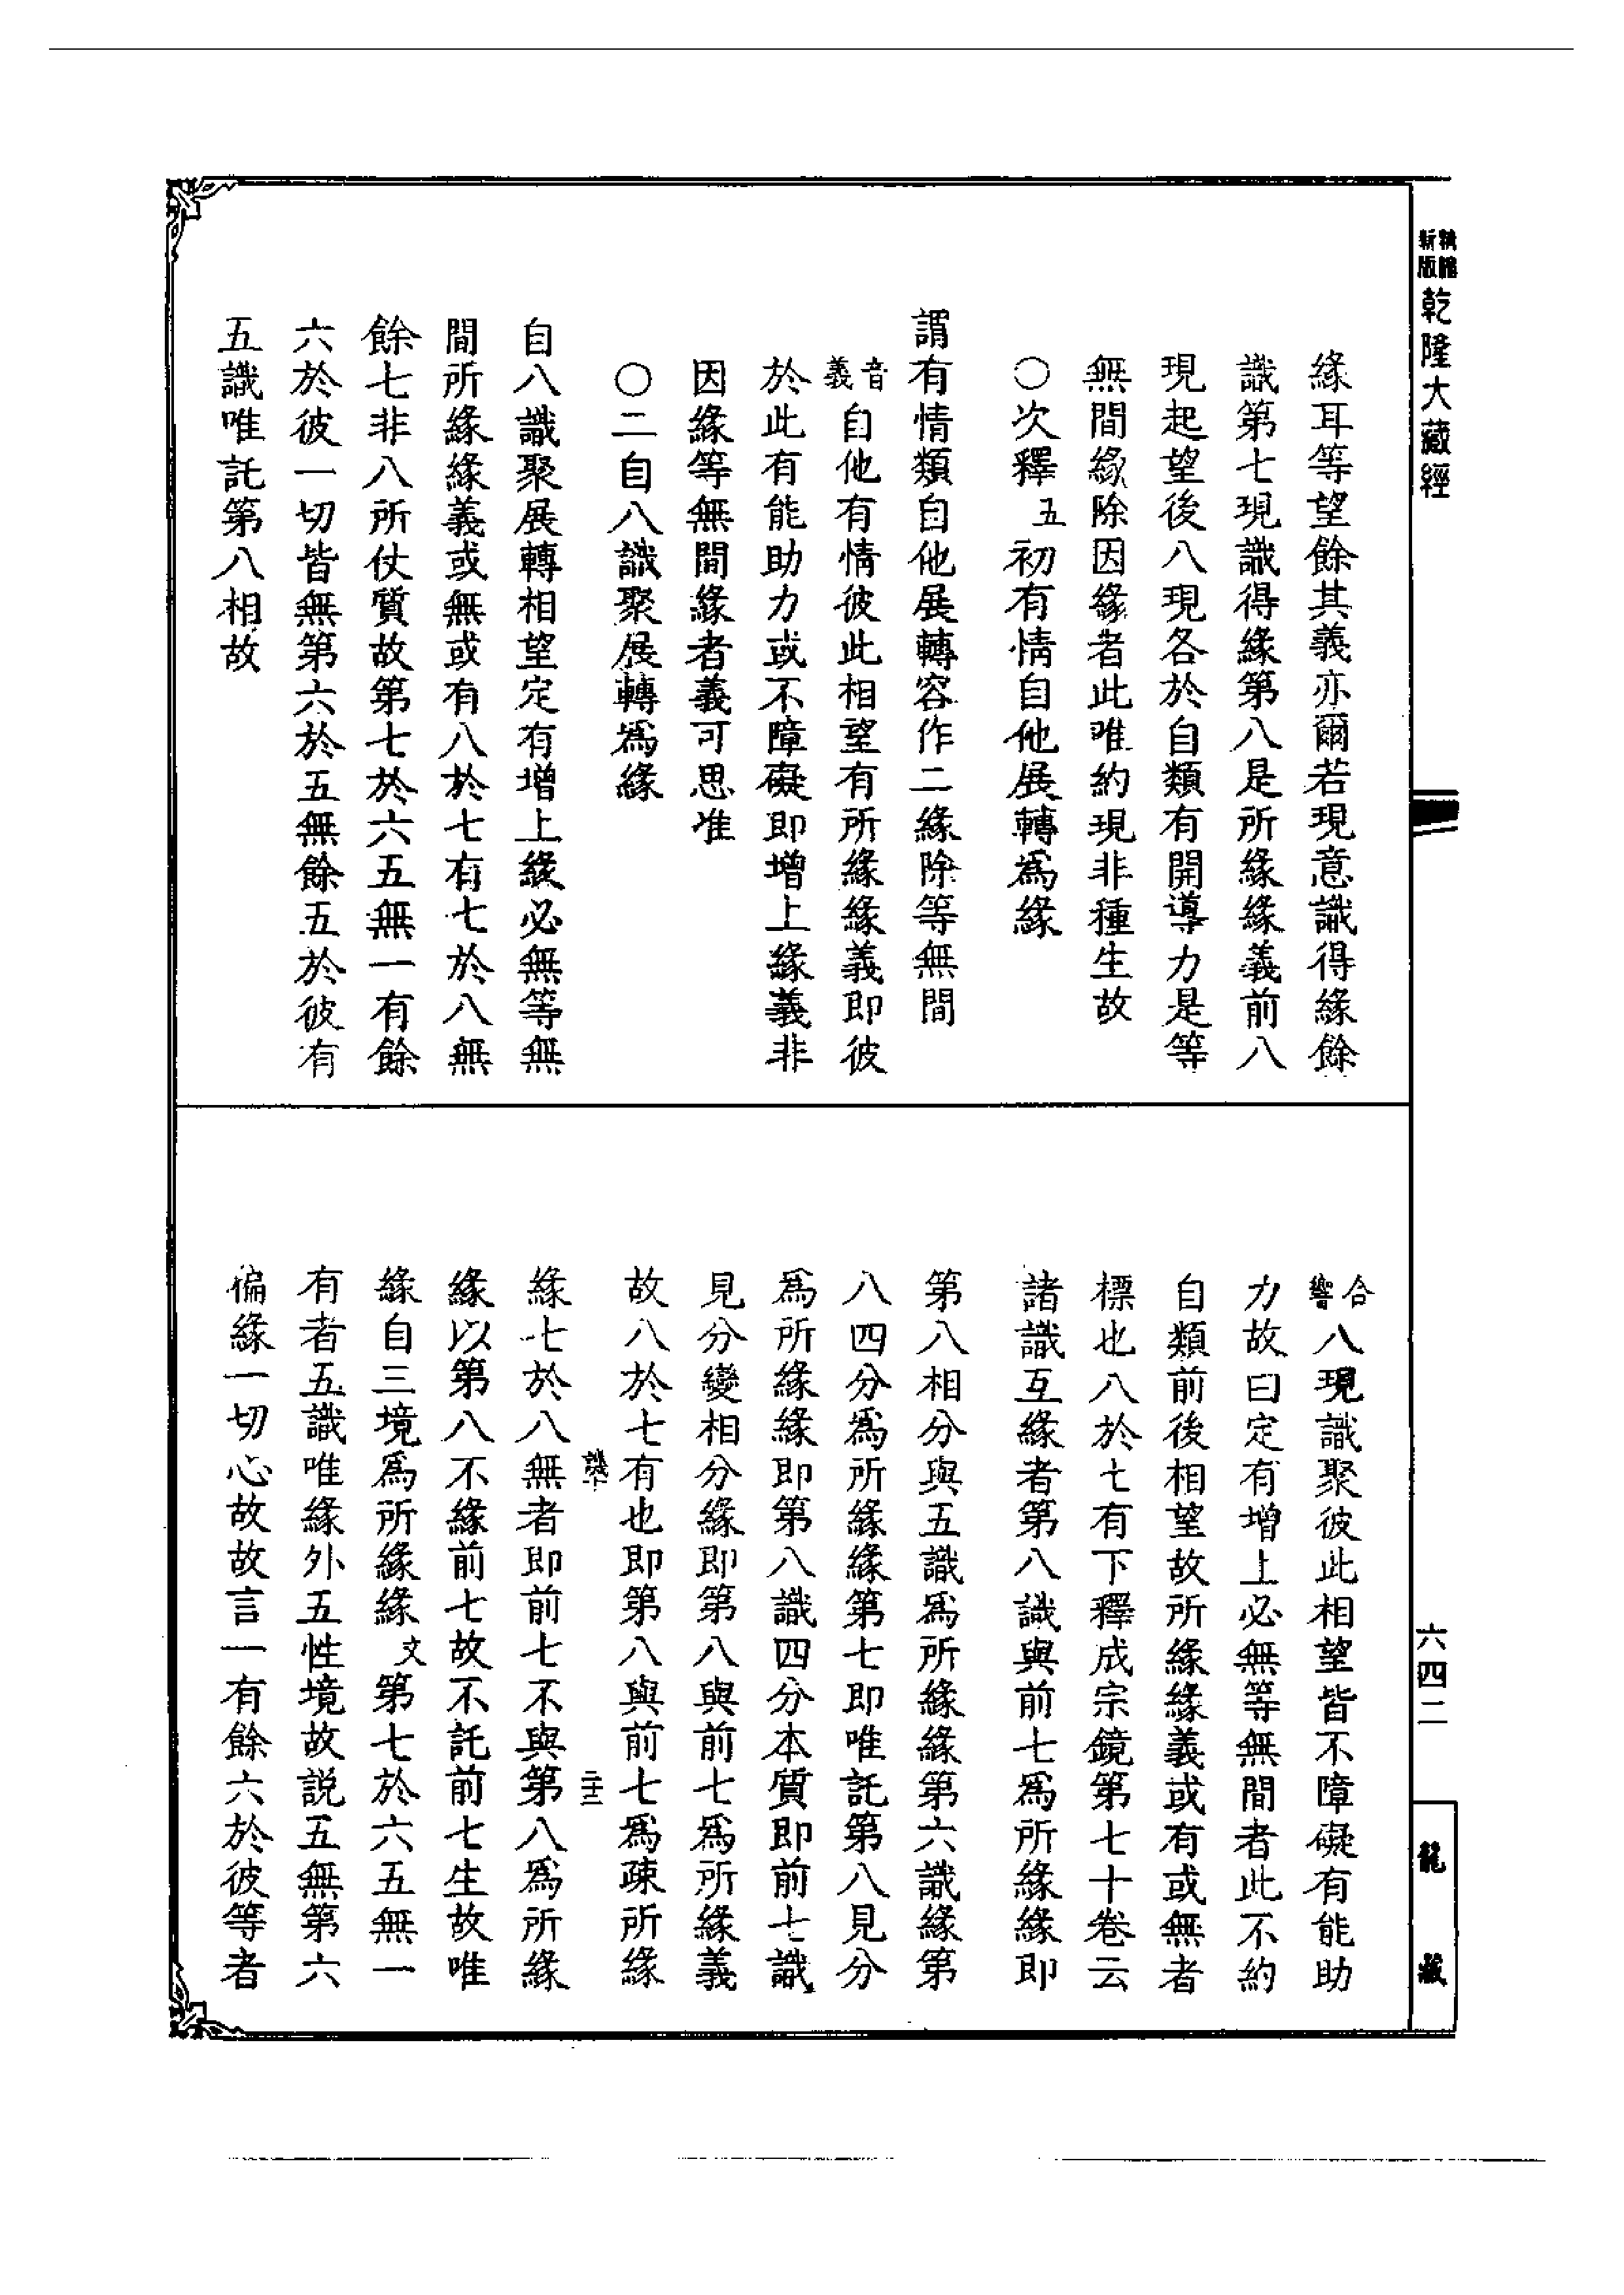 精縮新版乾隆大藏經
六四二
龍藏
緣耳等望餘其義亦爾若現意識得緣餘
識第七現識得緣第八是所緣緣義前八
現起望後八現各於自類有開導力是等
無間緣除因緣者此唯約現非種生故
○次釋五初有情自他展轉爲緣
謂有情類自他展轉容作二緣除等無間
音義自他有情彼此相望有所緣緣義即彼
於此有能助力或不障礙即增上緣義非
因緣等無間緣者義可思准
○二自八識聚展轉爲緣
自八識聚展轉相望定有增上緣必無等無
間所緣緣義或無或有八於七有七於八無
餘七非八所仗質故第七於六五無一有餘
六於彼一切皆無第六於五無餘五於彼有
五識唯託第八相故
合響八現識聚彼此相望皆不障礙有能助
力故曰定有增上必無等無間者此不約
自類前後相望故所緣緣義或有或無者
標也八於七有下釋成宗鏡第七十卷云
諸識互緣者第八識與前七爲所緣緣即
第八相分與五識爲所緣緣第六識緣第
八四分爲所緣緣第七即唯託第八見分
爲所緣緣即第八識四分本質即前七識
見分變相分緣即第八與前七爲所緣義
故八於七有也即第八與前七爲疎所緣
緣七於八無者即前七不與第八爲所緣
緣以第八不緣前七故不託前七生故唯
緣自三境爲所緣緣文第七於六五無一
有者五識唯緣外五性境故説五無第六
徧緣一切心故故言一有餘六於彼等者